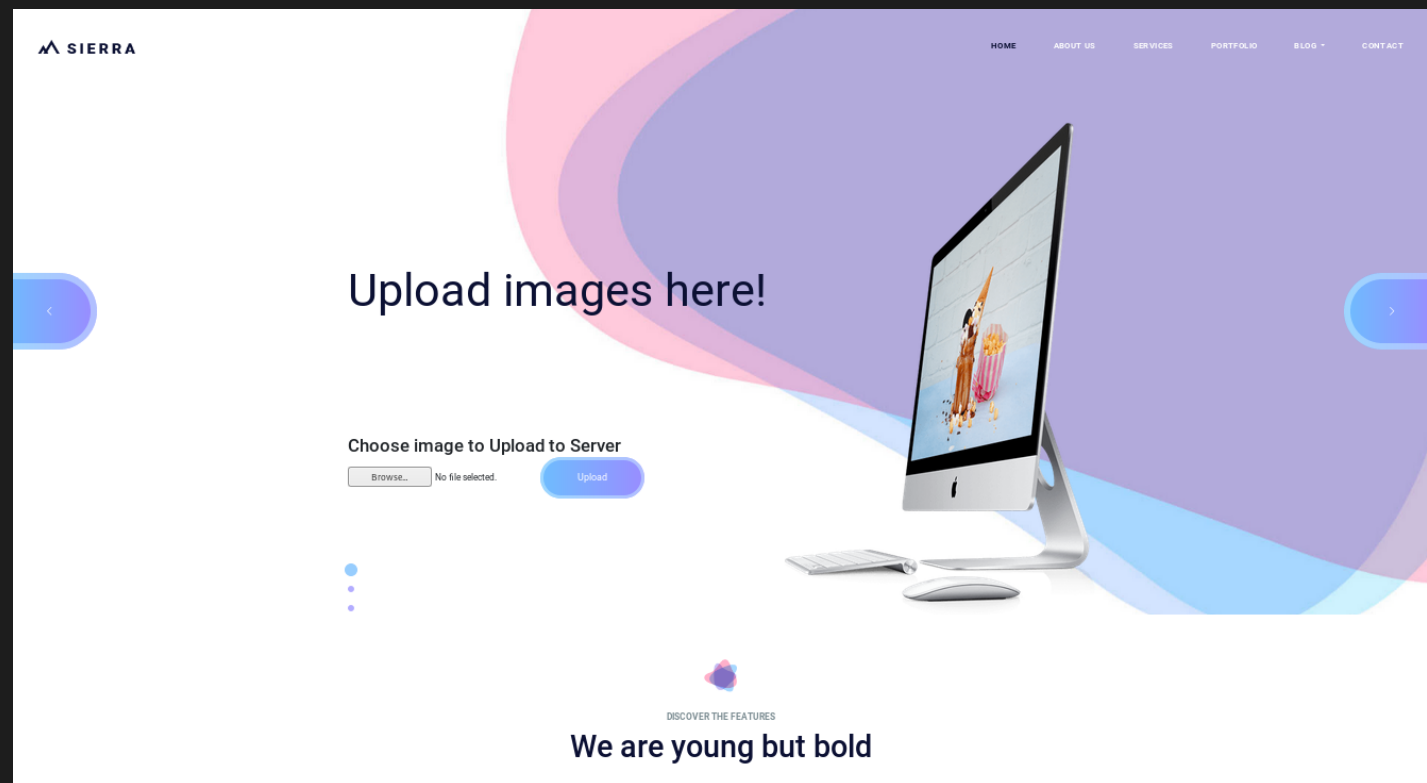 SIERRA
HOME ABOUT US SERVICES PORTFOLIO BLOG CONTACT
Upload images here!
Choose image to Upload to Server
Browse... No file selected. Upload
DISCOVER THE FEATURES
We are young but bold